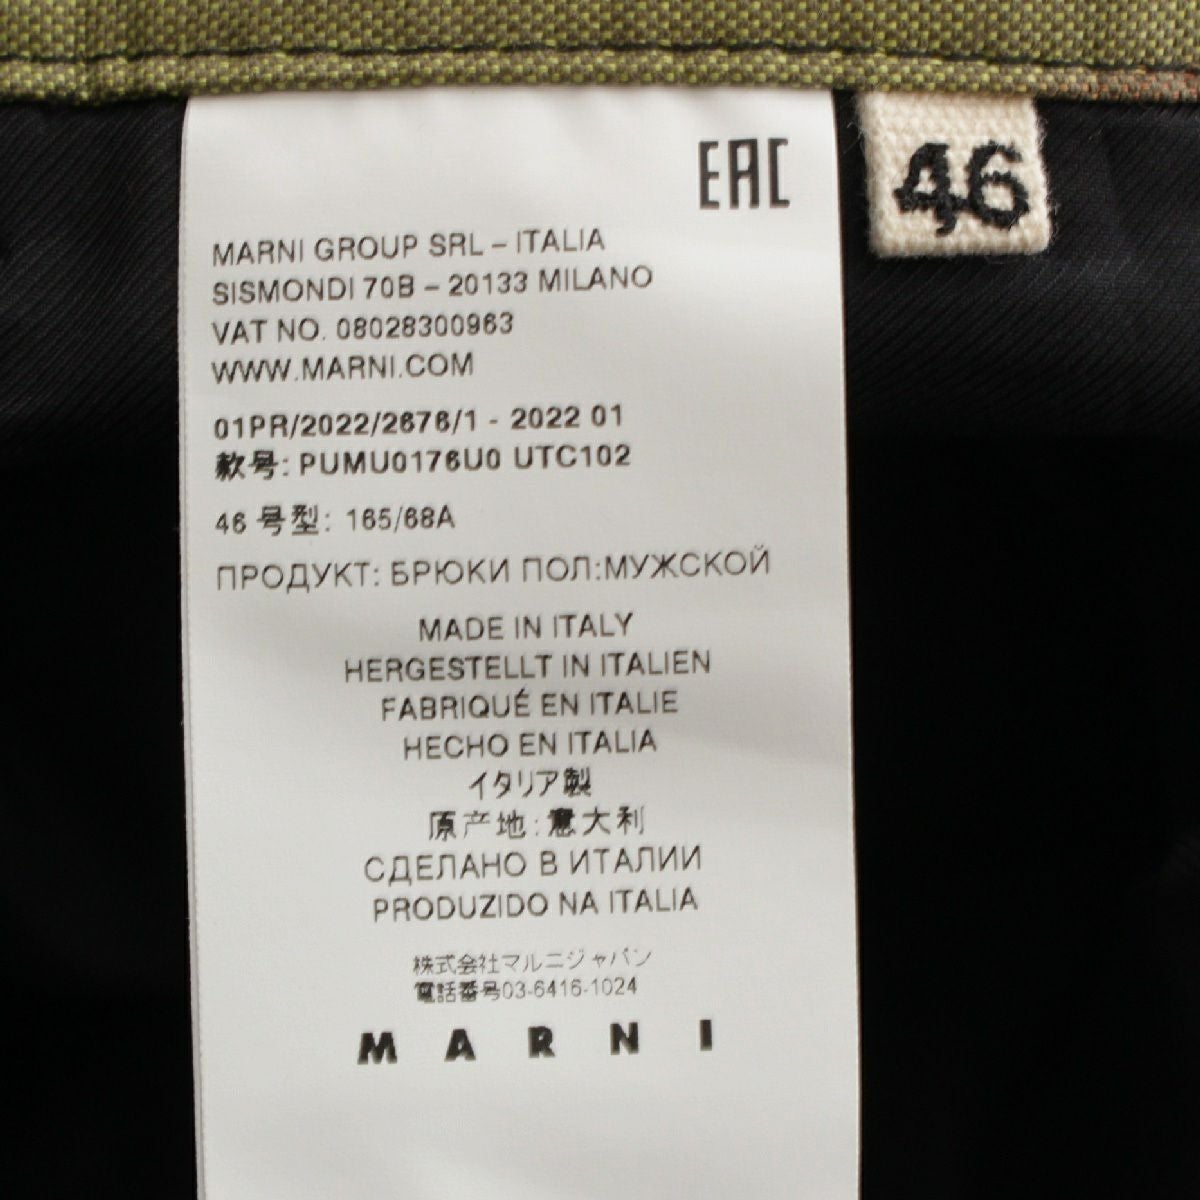 EAC
46
MARNI GROUP SRL – ITALIA
SISMONDI 70B – 20133 MILANO
VAT NO. 08028300963
WWW.MARNI.COM
01PR/2022/2676/1 - 2022 01
款号: PUMU0176U0 UTC102
46 号型: 165/68A
ПРОДУКТ: БРЮКИ ПОЛ:МУЖСКОЙ
MADE IN ITALY
HERGESTELLT IN ITALIEN
FABRIQUÉ EN ITALIE
HECHO EN ITALIA
イタリア製
原产地: 意大利
СДЕЛАНО В ИТАЛИИ
PRODUZIDO NA ITALIA
株式会社マルニジャパン
電話番号03-6416-1024
MARNI